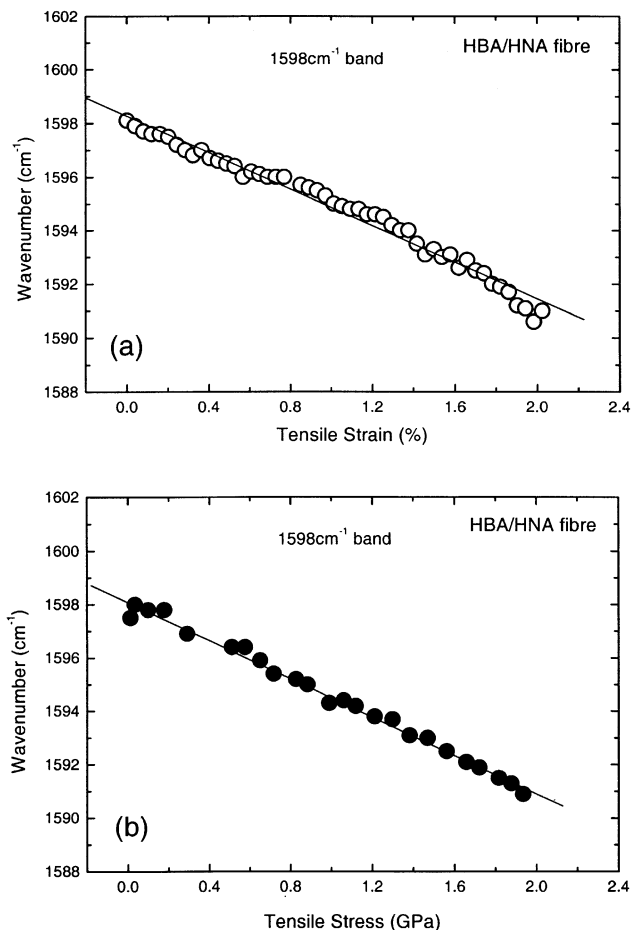 1602
HBA/HNA fibre
1598cm⁻¹ band
1600
1598
1596
1594
1592
1590
1588
Wavenumber (cm⁻¹)
(a)
0.0 0.4 0.8 1.2 1.6 2.0 2.4
Tensile Strain (%)
1602
HBA/HNA fibre
1598cm⁻¹ band
1600
1598
1596
1594
1592
1590
1588
Wavenumber (cm⁻¹)
(b)
0.0 0.4 0.8 1.2 1.6 2.0 2.4
Tensile Stress (GPa)